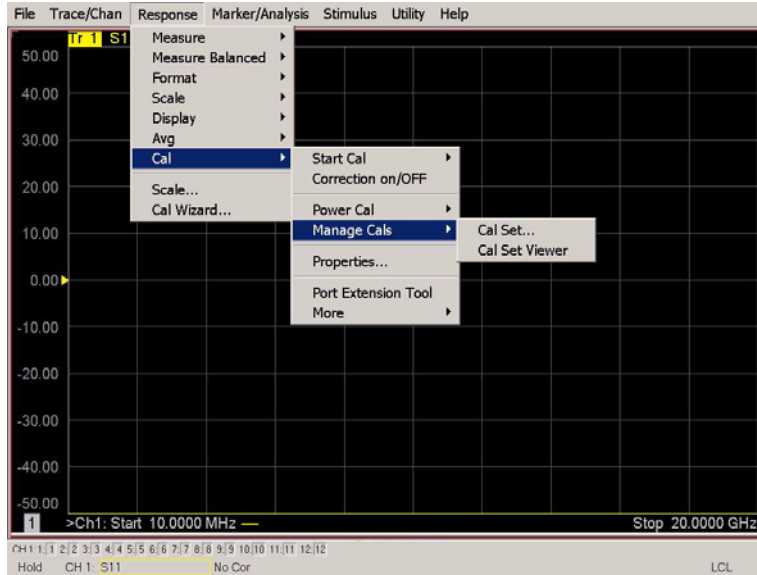 File Trace/Chan Response Marker/Analysis Stimulus Utility Help
Tr 1 S1
Measure
Measure Balanced
Format
Scale
Display
Avg
Cal
Scale...
Cal Wizard...
Start Cal
Correction on/OFF
Power Cal
Manage Cals
Properties...
Port Extension Tool
More
Cal Set...
Cal Set Viewer
50.00
40.00
30.00
20.00
10.00
0.00
-10.00
-20.00
-30.00
-40.00
-50.00
1 >Ch1: Start 10.0000 MHz Stop 20.0000 GHz
CH 1 1:1 2:2 3:3 4:4 5:5 6:6 7:7 8:8 9:9 10:10 11:11 12:12
Hold CH 1: S11 No Cor LCL